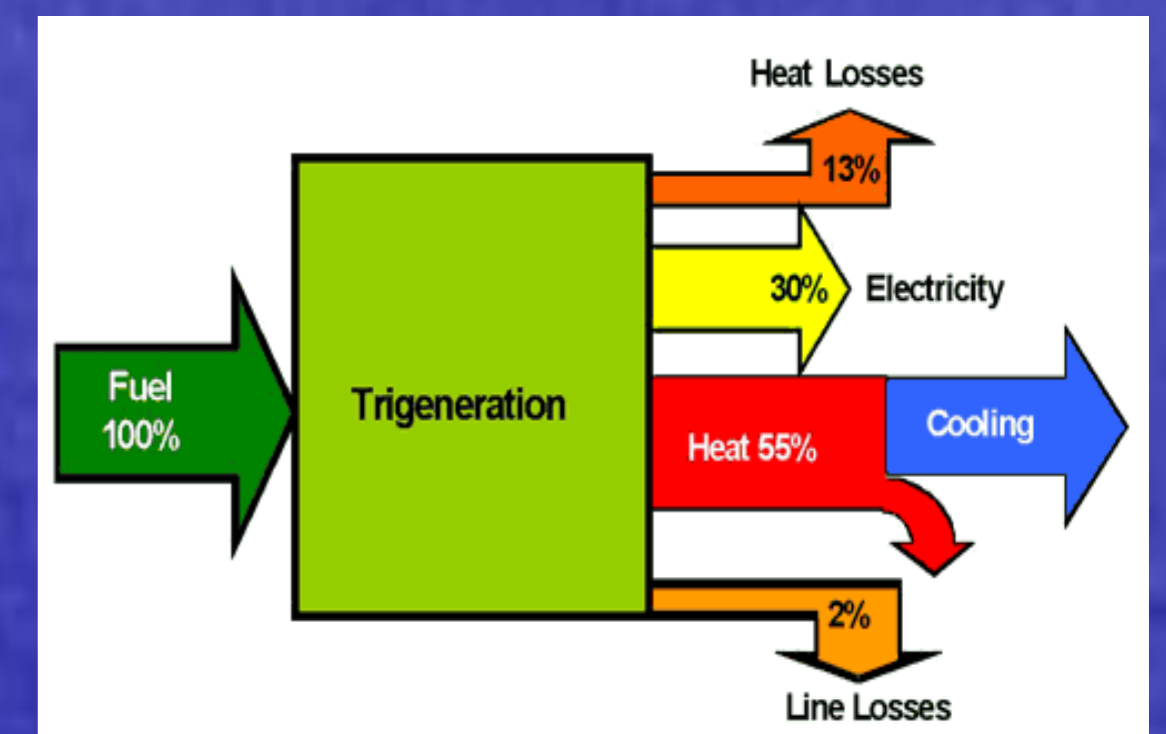 Heat Losses
13%
30% Electricity
Fuel
100%
Trigeneration
Heat 55%
Cooling
2%
Line Losses